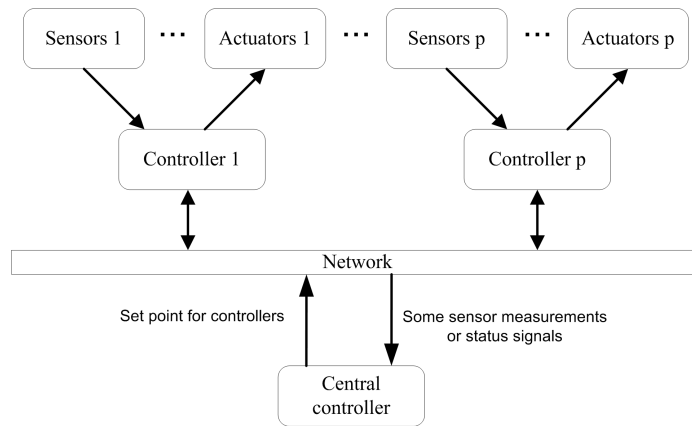 Sensors 1
...
Actuators 1
...
Sensors p
...
Actuators p
Controller 1
Controller p
Network
Set point for controllers
Some sensor measurements
or status signals
Central
controller